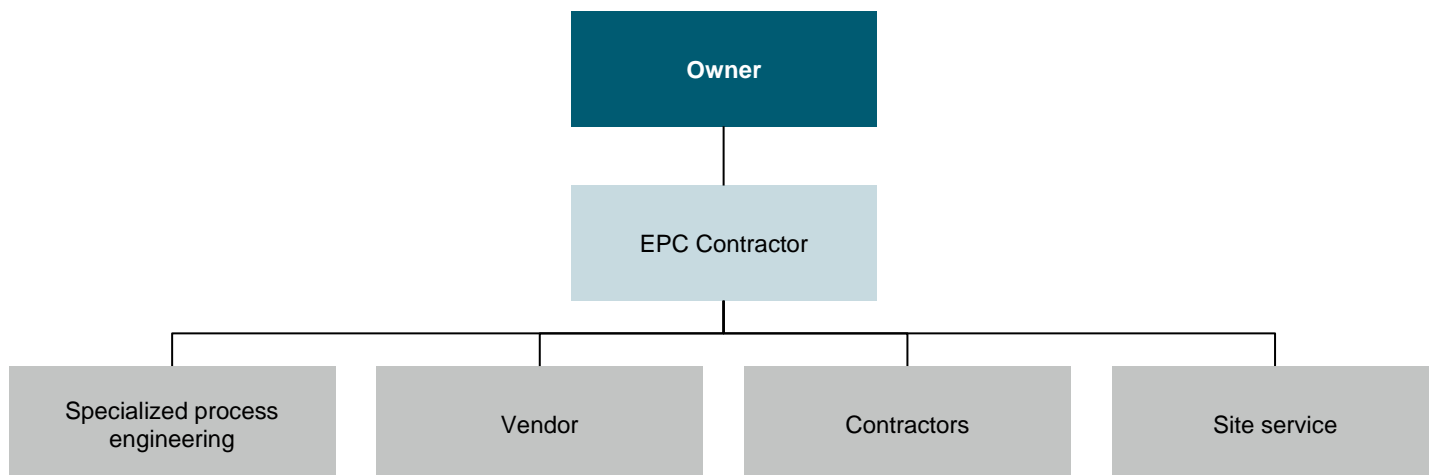 Owner
EPC Contractor
Specialized process
engineering
Vendor
Contractors
Site service